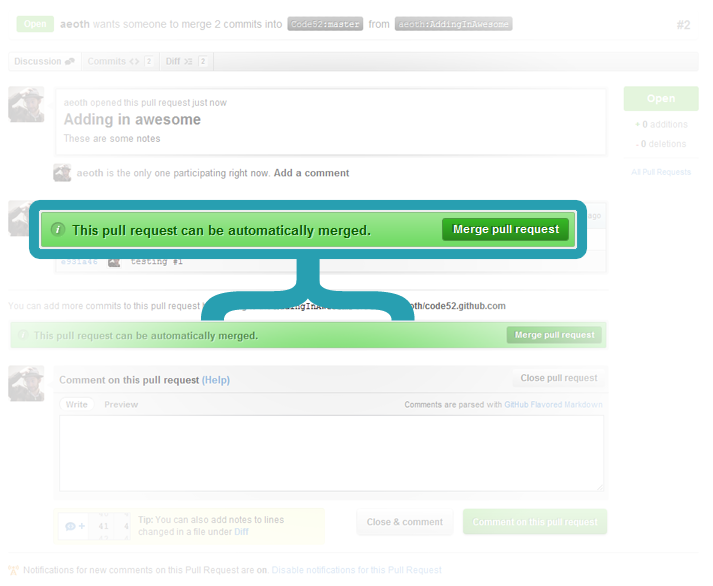 Open aeoth wants someone to merge 2 commits into Code52:master from aeoth:AddingInAwesome #2
Discussion Commits 2 Diff 2
aeoth opened this pull request just now
Adding in awesome
These are some notes
Open
+ 0 additions
- 0 deletions
All Pull Requests
aeoth is the only one participating right now. Add a comment
ago
This pull request can be automatically merged. Merge pull request
testing #1
You can add more commits to this pull request
oth/code52.github.com
This pull request can be automatically merged. Merge pull request
Comment on this pull request (Help) Close pull request
Write Preview Comments are parsed with GitHub Flavored Markdown
41 4
Tip: You can also add notes to lines
changed in a file under Diff
Close & comment Comment on this pull request
Notifications for new comments on this Pull Request are on. Disable notifications for this Pull Request